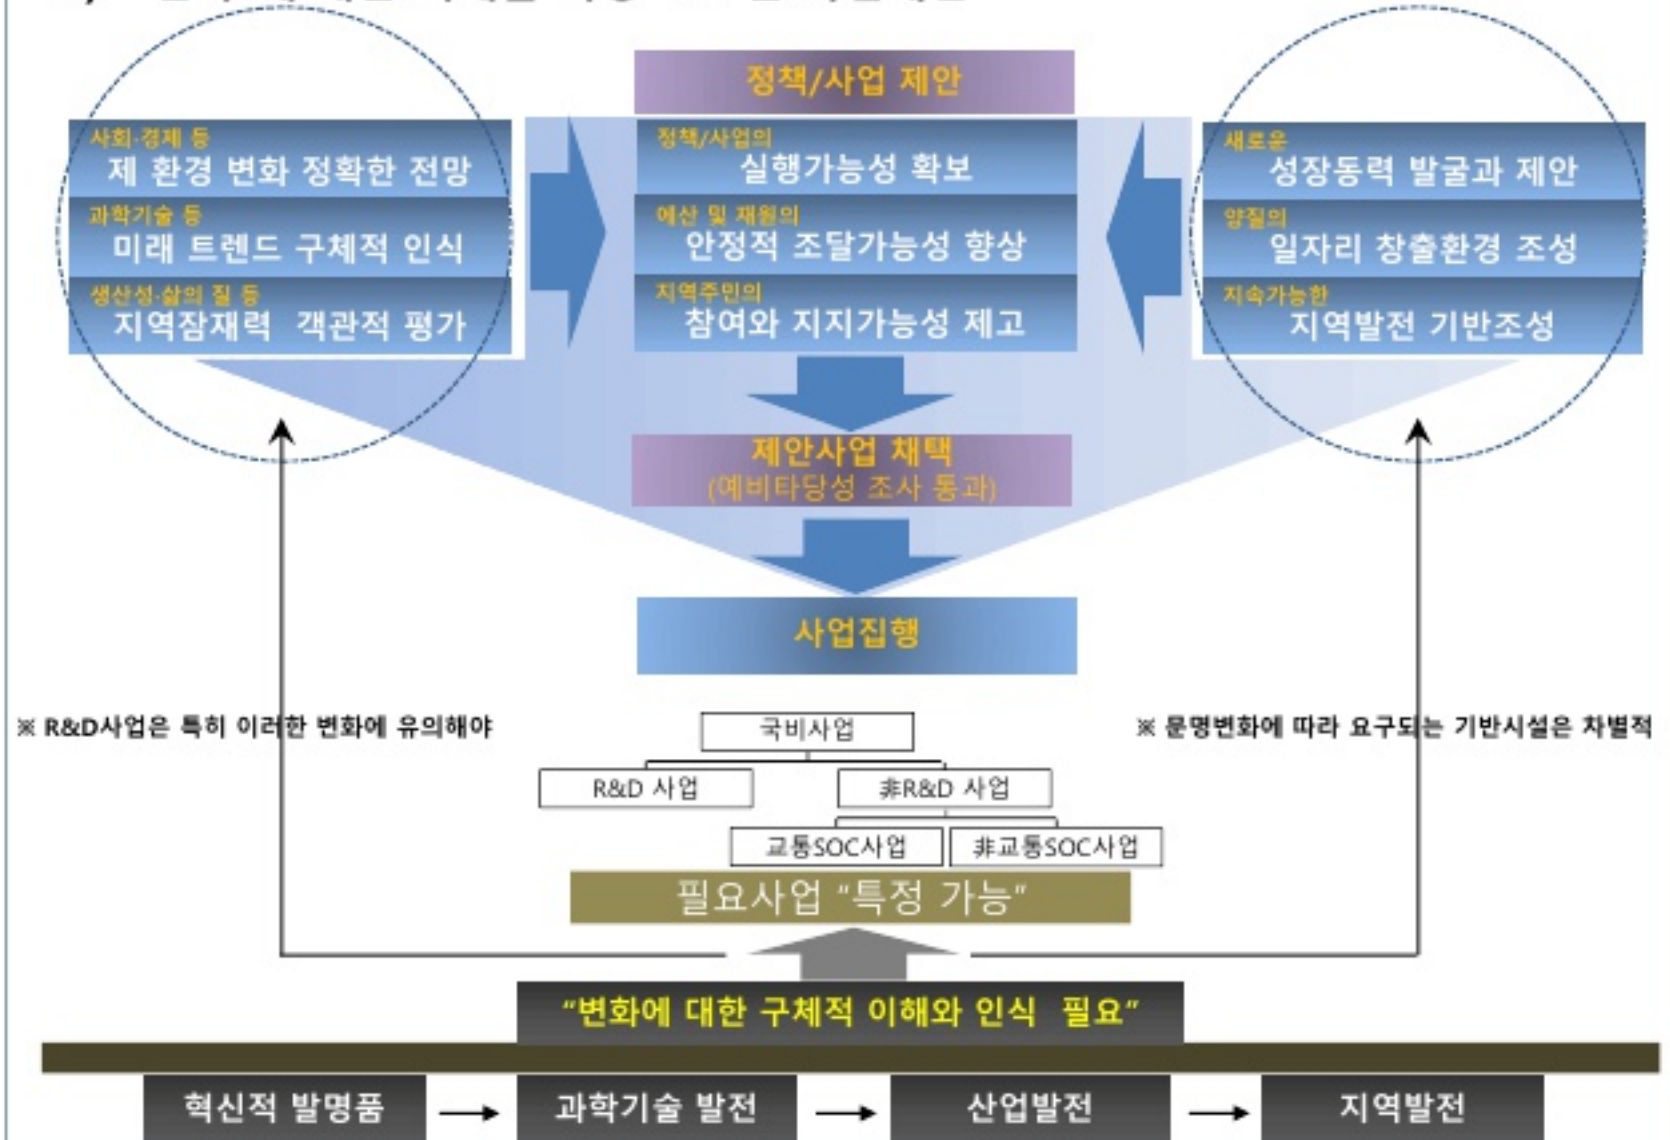 정책/사업 제안
사회·경제 등
제 환경 변화 정확한 전망
과학기술 등
미래 트렌드 구체적 인식
생산성·삶의 질 등
지역잠재력 객관적 평가
정책/사업의
실행가능성 확보
예산 및 재원의
안정적 조달가능성 향상
지역주민의
참여와 지지가능성 제고
새로운
성장동력 발굴과 제안
양질의
일자리 창출환경 조성
지속가능한
지역발전 기반조성
제안사업 채택
(예비타당성 조사 통과)
사업집행
※ R&D사업은 특히 이러한 변화에 유의해야
※ 문명변화에 따라 요구되는 기반시설은 차별적
국비사업
R&D 사업
非R&D 사업
교통SOC사업
非교통SOC사업
필요사업 “특정 가능”
“변화에 대한 구체적 이해와 인식 필요”
혁신적 발명품
과학기술 발전
산업발전
지역발전